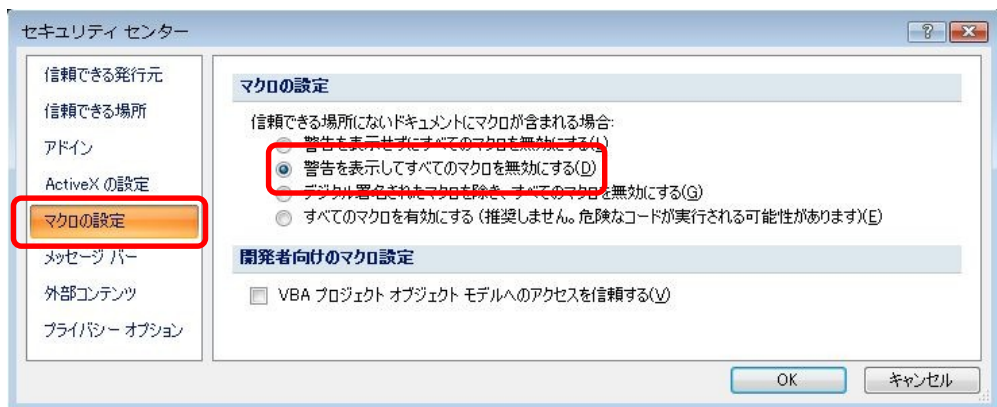 セキュリティ センター
信頼できる発行元
信頼できる場所
アドイン
ActiveX の設定
マクロの設定
メッセージ バー
外部コンテンツ
プライバシー オプション
マクロの設定
信頼できる場所にないドキュメントにマクロが含まれる場合:
警告を表示せずにすべてのマクロを無効にする(L)
警告を表示してすべてのマクロを無効にする(D)
デジタル署名されたマクロを除き、すべてのマクロを無効にする(G)
すべてのマクロを有効にする (推奨しません。危険なコードが実行される可能性があります)(E)
開発者向けのマクロ設定
VBA プロジェクト オブジェクト モデルへのアクセスを信頼する(V)
OK
キャンセル